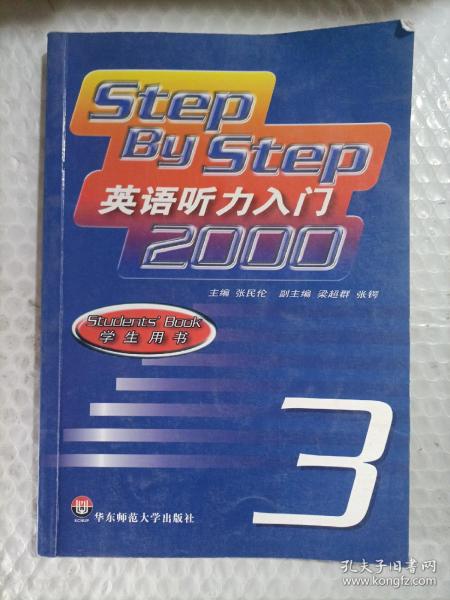 Step
By Step
英语听力入门
2000
主编 张民伦 副主编 梁超群 张锷
Students' Book
学生用书
3
ECNUP
华东师范大学出版社
孔夫子旧书网
www.kongfz.com